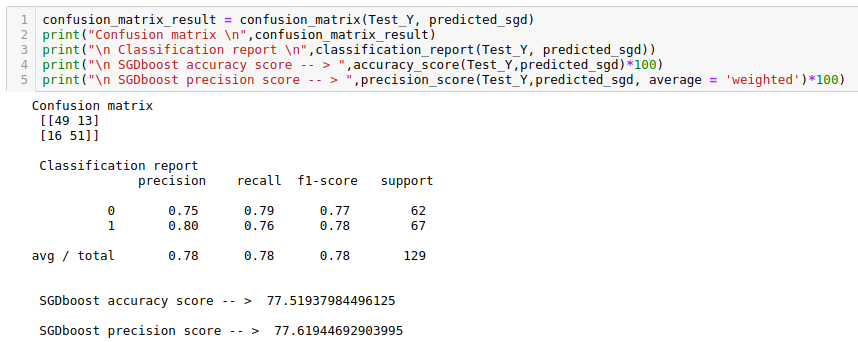 1 confusion_matrix_result = confusion_matrix(Test_Y, predicted_sgd)
2 print("Confusion matrix \n",confusion_matrix_result)
3 print("\n Classification report \n",classification_report(Test_Y, predicted_sgd))
4 print("\n SGDboost accuracy score -- > ",accuracy_score(Test_Y,predicted_sgd)*100)
5 print("\n SGDboost precision score -- > ",precision_score(Test_Y,predicted_sgd, average = 'weighted')*100)
Confusion matrix
[[49 13]
[16 51]]
Classification report
precision recall f1-score support
0 0.75 0.79 0.77 62
1 0.80 0.76 0.78 67
avg / total 0.78 0.78 0.78 129
SGDboost accuracy score -- > 77.51937984496125
SGDboost precision score -- > 77.61944692903995